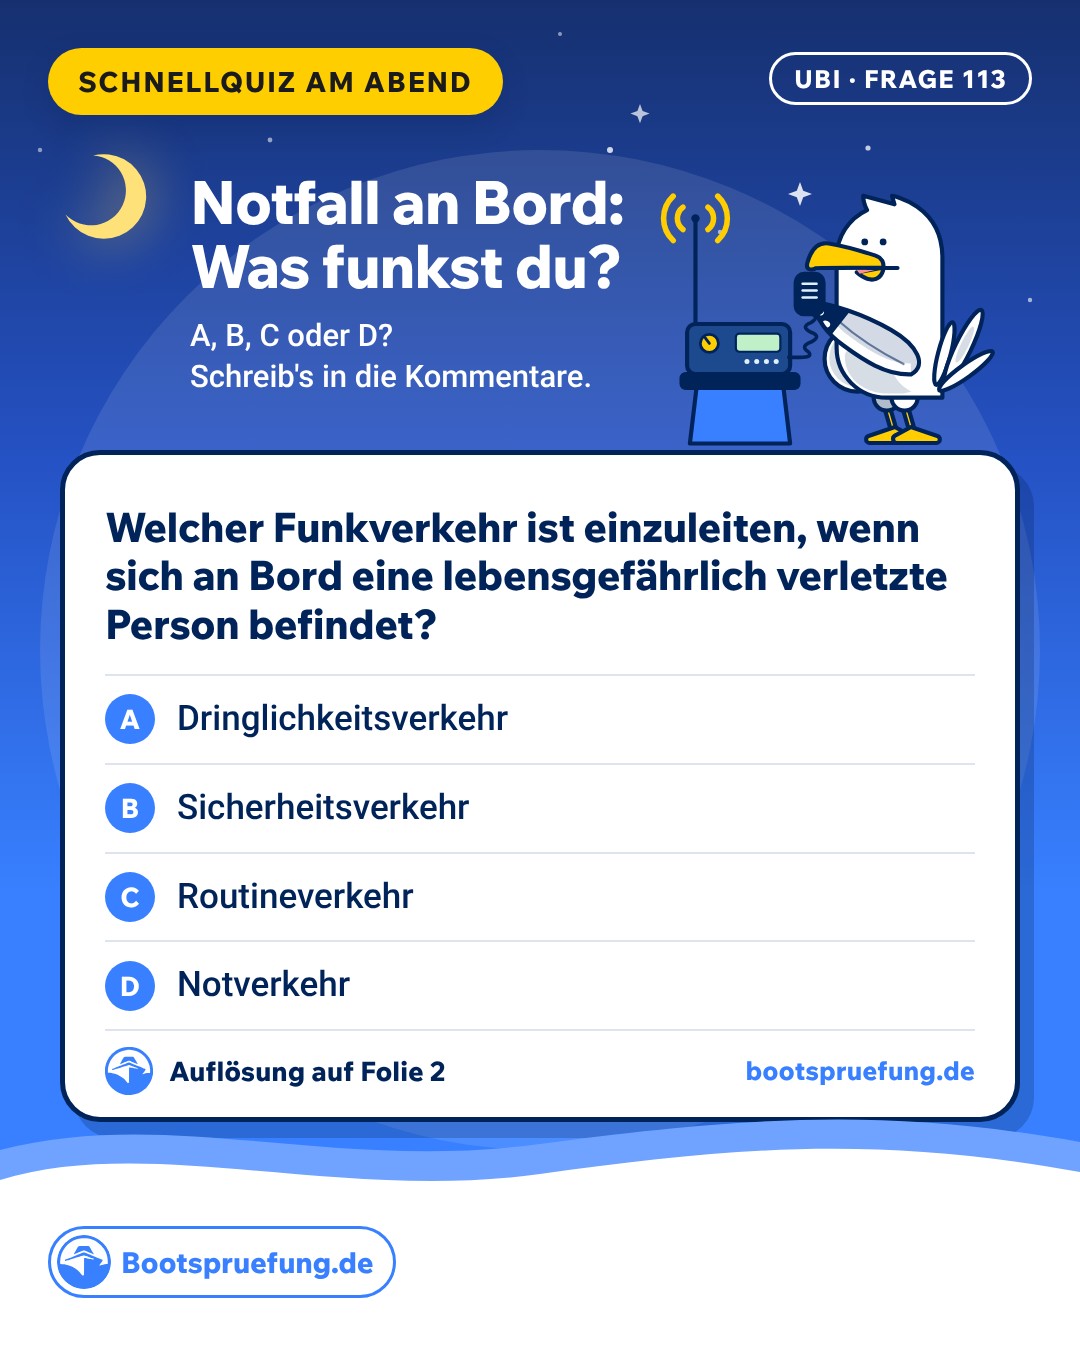 SCHNELLQUIZ AM ABEND
UBI · FRAGE 113
Notfall an Bord:
Was funkst du?
A, B, C oder D?
Schreib's in die Kommentare.
Welcher Funkverkehr ist einzuleiten, wenn
sich an Bord eine lebensgefährlich verletzte
Person befindet?
A Dringlichkeitsverkehr
B Sicherheitsverkehr
C Routineverkehr
D Notverkehr
Auflösung auf Folie 2
bootspruefung.de
Bootspruefung.de